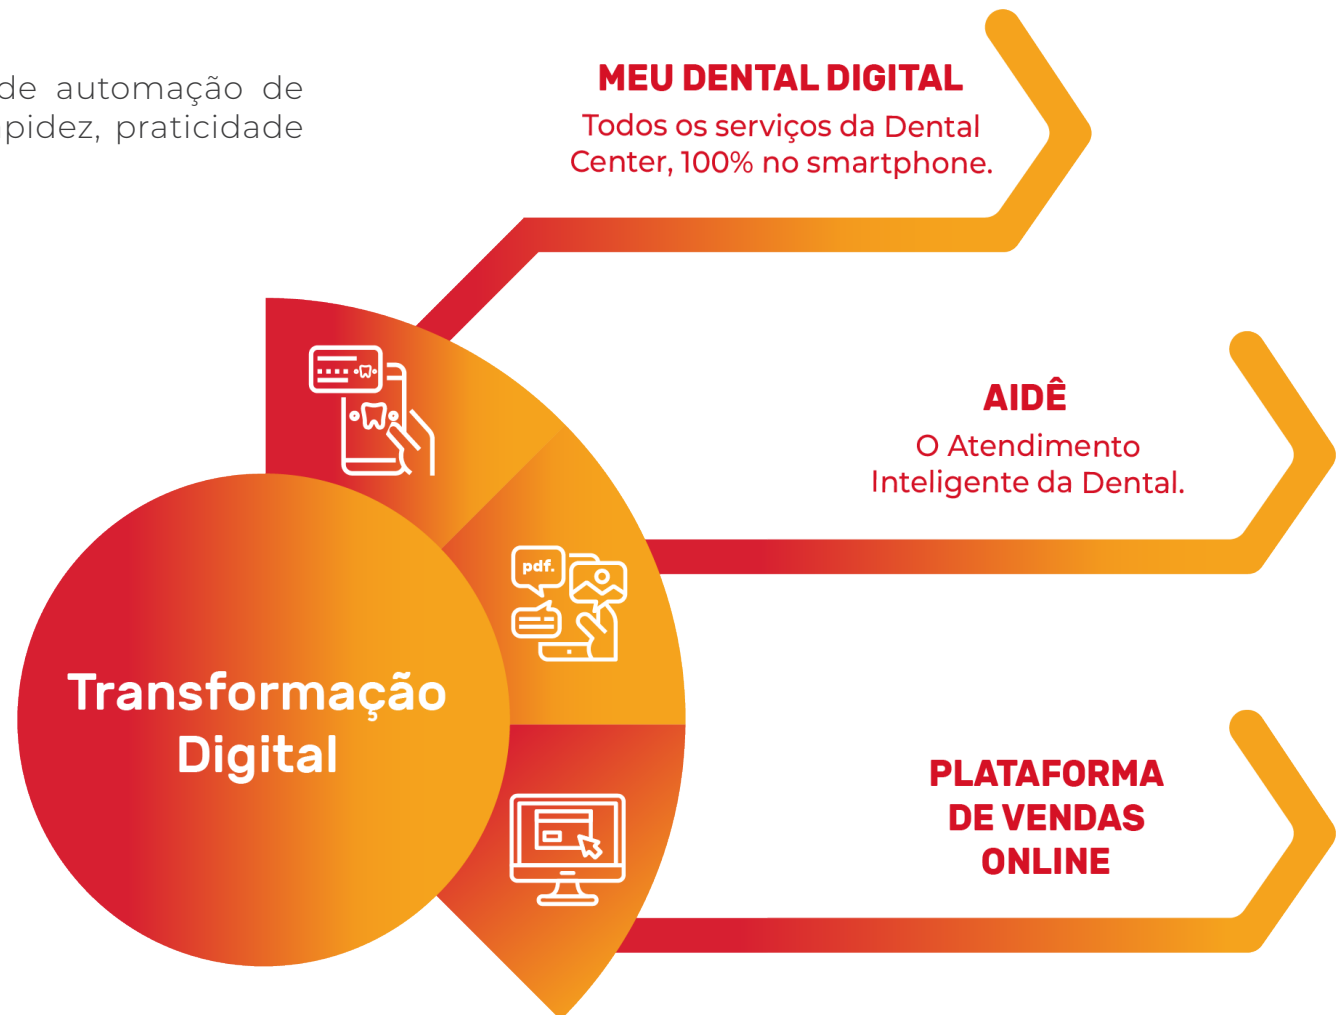 de automação de
praticidade
MEU DENTAL DIGITAL
Todos os serviços da Dental
Center, 100% no smartphone.
AIDÊ
O Atendimento
Inteligente da Dental.
pdf.
Transformação
Digital
PLATAFORMA
DE VENDAS
ONLINE